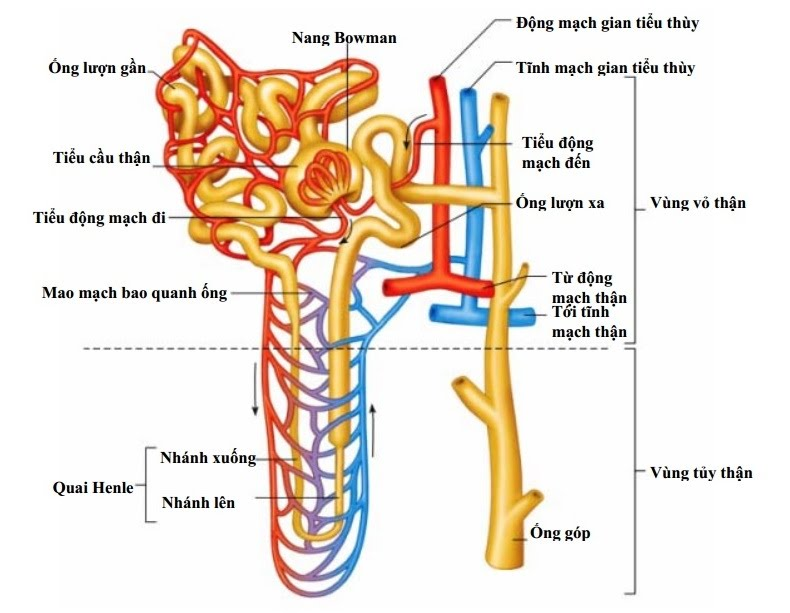 Động mạch gian tiểu thùy
Nang Bowman
Ống lượn gần
Tĩnh mạch gian tiểu thùy
Tiểu động
mạch đến
Tiểu cầu thận
Ống lượn xa
Vùng vỏ thận
Tiểu động mạch đi
Từ động
mạch thận
Mao mạch bao quanh ống
Tới tĩnh
mạch thận
Nhánh xuống
Vùng tủy thận
Quai Henle
Nhánh lên
Ống góp